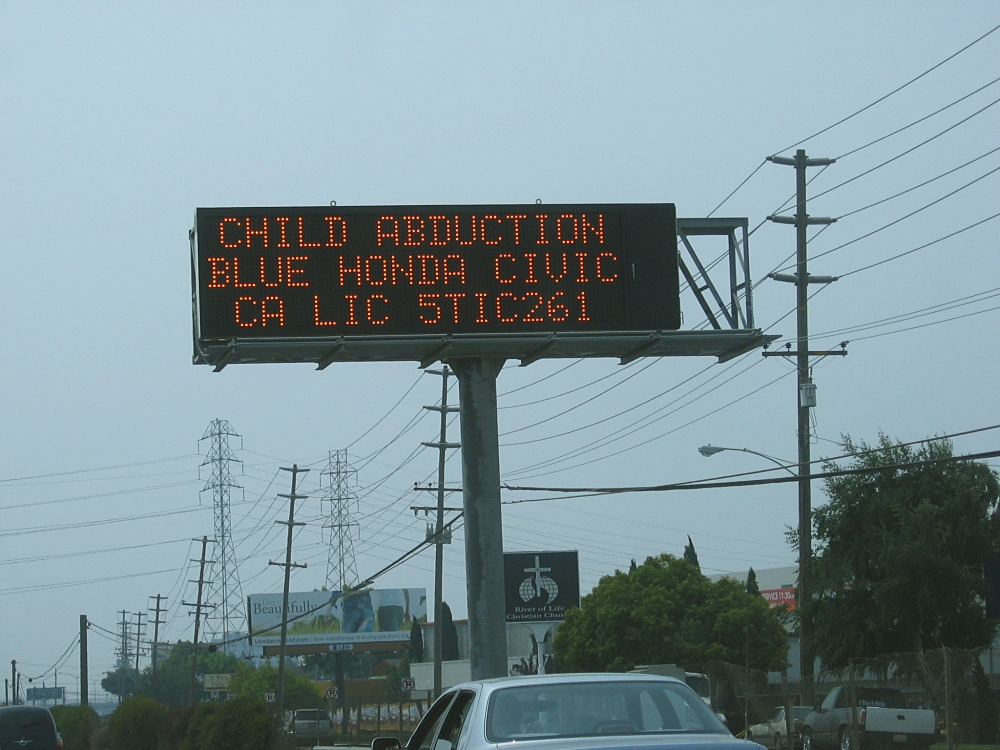 CHILD ABDUCTION
BLUE HONDA CIVIC
CA LIC 5TIC261
Beautifully
River of Life
Christian Church